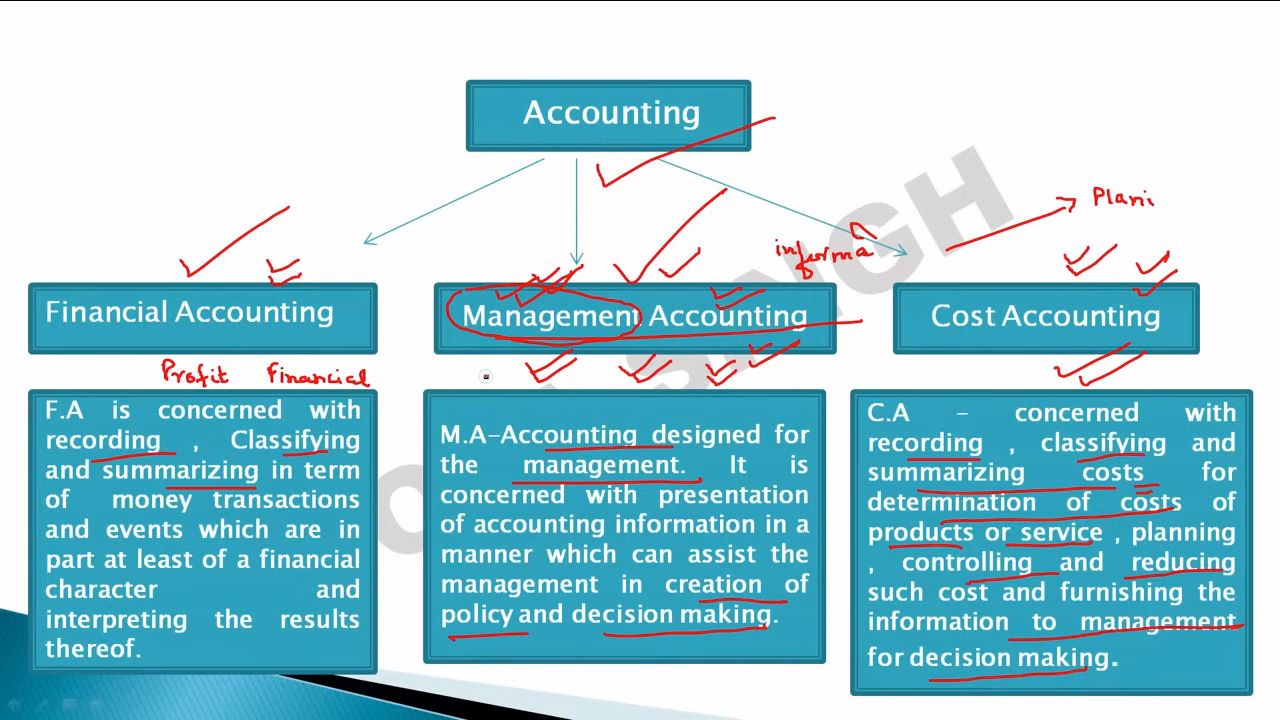 Accounting
Plani
informa
Financial Accounting
Management Accounting
Cost Accounting
Profit Financial
F.A is concerned with
recording , Classifying
and summarizing in term
of money transactions
and events which are in
part at least of a financial
character and
interpreting the results
thereof.
M.A-Accounting designed for
the management. It is
concerned with presentation
of accounting information in a
manner which can assist the
management in creation of
policy and decision making.
C.A - concerned with
recording , classifying and
summarizing costs for
determination of costs of
products or service , planning
, controlling and reducing
such cost and furnishing the
information to management
for decision making.
SINGH